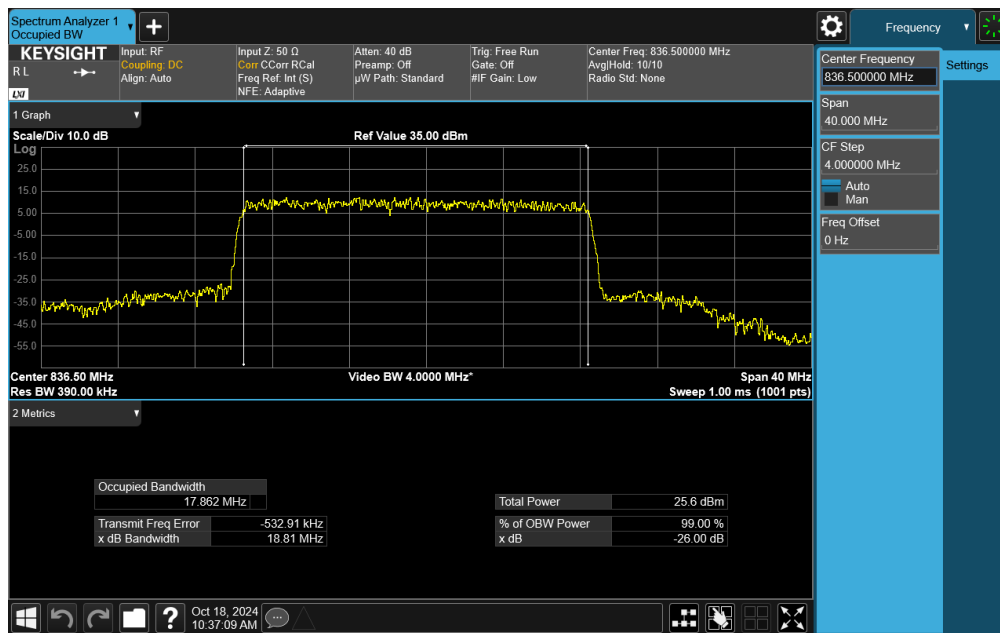 Spectrum Analyzer 1
Occupied BW
Frequency
KEYSIGHT
R L
LXI
Input: RF
Coupling: DC
Align: Auto
Input Z: 50 Ω
Corr CCorr RCal
Freq Ref: Int (S)
NFE: Adaptive
Atten: 40 dB
Preamp: Off
µW Path: Standard
Trig: Free Run
Gate: Off
#IF Gain: Low
Center Freq: 836.500000 MHz
Avg|Hold: 10/10
Radio Std: None
Center Frequency
836.500000 MHz
Settings
Span
40.000 MHz
CF Step
4.000000 MHz
Auto
Man
Freq Offset
0 Hz
1 Graph
Scale/Div 10.0 dB
Ref Value 35.00 dBm
Log
25.0
15.0
5.00
-5.00
-15.0
-25.0
-35.0
-45.0
-55.0
Center 836.50 MHz
Video BW 4.0000 MHz*
Span 40 MHz
Res BW 390.00 kHz
Sweep 1.00 ms (1001 pts)
2 Metrics
Occupied Bandwidth
17.862 MHz
Total Power 25.6 dBm
Transmit Freq Error -532.91 kHz
% of OBW Power 99.00 %
x dB Bandwidth 18.81 MHz
x dB -26.00 dB
Oct 18, 2024
10:37:09 AM